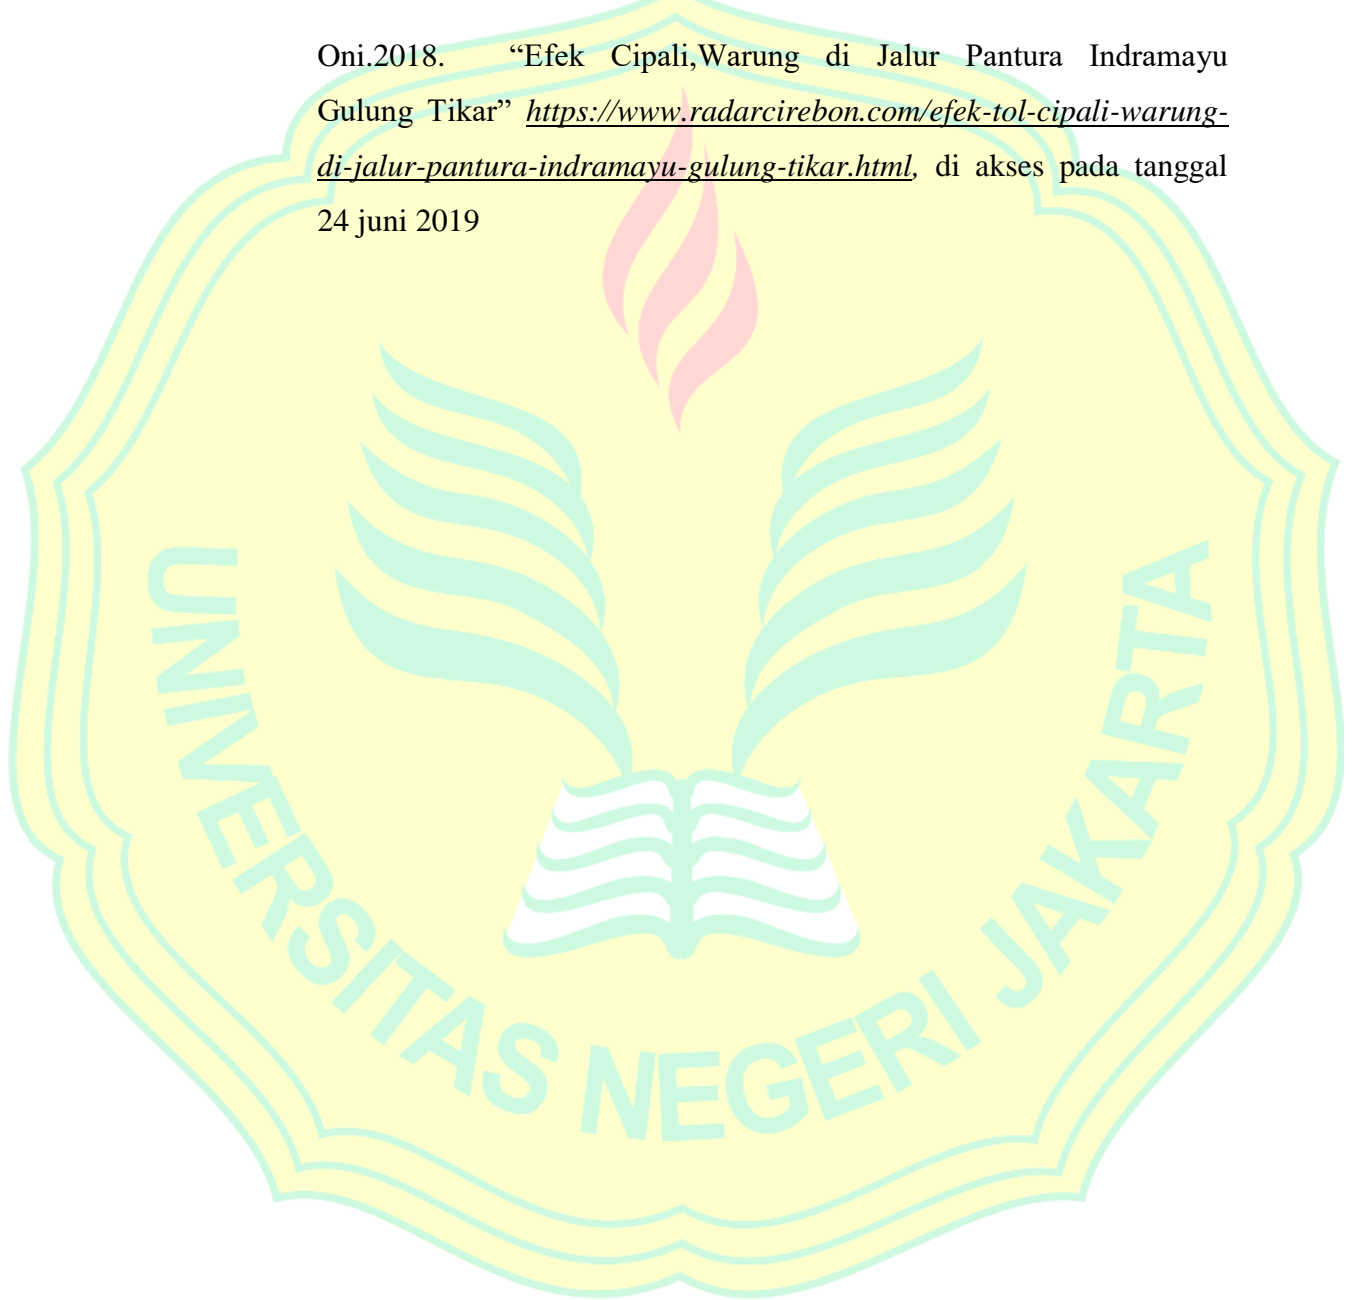 Oni.2018. “Efek Cipali,Warung di Jalur Pantura Indramayu
Gulung Tikar” https://www.radarcirebon.com/efek-tol-cipali-warung-
di-jalur-pantura-indramayu-gulung-tikar.html, di akses pada tanggal
24 juni 2019
UNIVERSITAS NEGERI JAKARTA